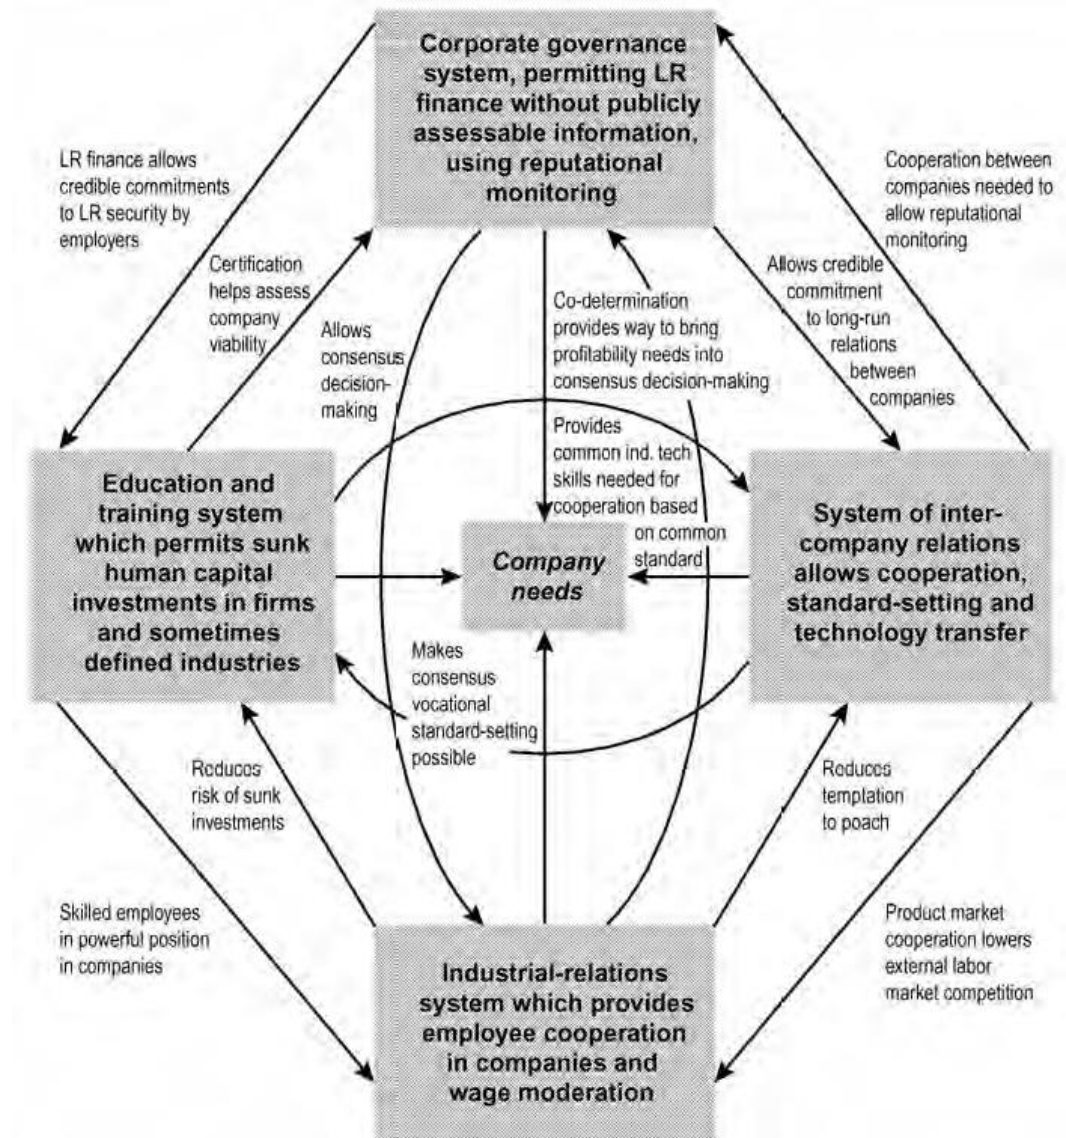 Corporate governance
system, permitting LR
finance without publicly
assessable information,
using reputational
monitoring
LR finance allows
credible commitments
to LR security by
employers
Cooperation between
companies needed to
allow reputational
monitoring
Certification
helps assess
company
viability
Allows
consensus
decision-
making
Co-determination
provides way to bring
profitability needs into
consensus decision-making
Allows credible
commitment
to long-run
relations
between
companies
Provides
common ind. tech
skills needed for
cooperation based
on common
standard
Education and
training system
which permits sunk
human capital
investments in firms
and sometimes
defined industries
Company
needs
System of inter-
company relations
allows cooperation,
standard-setting and
technology transfer
Makes
consensus
vocational
standard-setting
possible
Reduces
risk of sunk
investments
Reduces
temptation
to poach
Skilled employees
in powerful position
in companies
Product market
cooperation lowers
external labor
market competition
Industrial-relations
system which provides
employee cooperation
in companies and
wage moderation